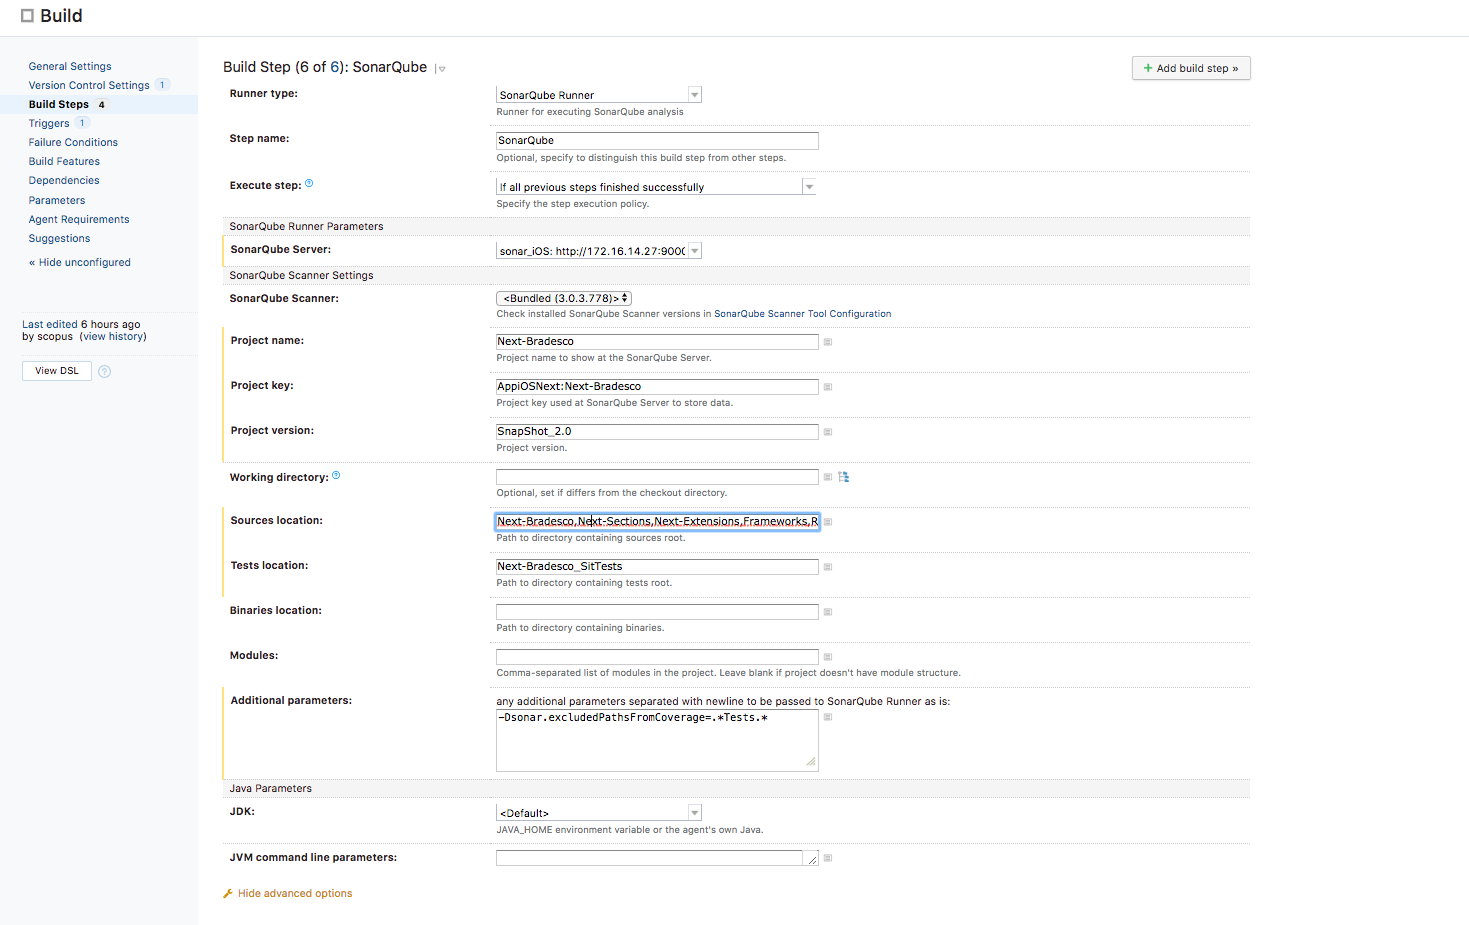 Build
General Settings
Version Control Settings 1
Build Steps 4
Triggers 1
Failure Conditions
Build Features
Dependencies
Parameters
Agent Requirements
Suggestions
« Hide unconfigured
Last edited 6 hours ago
by scopus (view history)
View DSL ?
Build Step (6 of 6): SonarQube
+ Add build step »
Runner type: SonarQube Runner
Runner for executing SonarQube analysis
Step name: SonarQube
Optional, specify to distinguish this build step from other steps.
Execute step: ? If all previous steps finished successfully
Specify the step execution policy.
SonarQube Runner Parameters
SonarQube Server: sonar_iOS: http://172.16.14.27:9000
SonarQube Scanner Settings
SonarQube Scanner: <Bundled (3.0.3.778)>
Check installed SonarQube Scanner versions in SonarQube Scanner Tool Configuration
Project name: Next-Bradesco
Project name to show at the SonarQube Server.
Project key: AppiOSNext:Next-Bradesco
Project key used at SonarQube Server to store data.
Project version: SnapShot_2.0
Project version.
Working directory: ?
Optional, set if differs from the checkout directory.
Sources location: Next-Bradesco,Next-Sections,Next-Extensions,Frameworks,R
Path to directory containing sources root.
Tests location: Next-Bradesco_SitTests
Path to directory containing tests root.
Binaries location:
Path to directory containing binaries.
Modules:
Comma-separated list of modules in the project. Leave blank if project doesn't have module structure.
Additional parameters: any additional parameters separated with newline to be passed to SonarQube Runner as is:
-Dsonar.excludedPathsFromCoverage=.*Tests.*
Java Parameters
JDK: <Default>
JAVA_HOME environment variable or the agent's own Java.
JVM command line parameters:
Hide advanced options